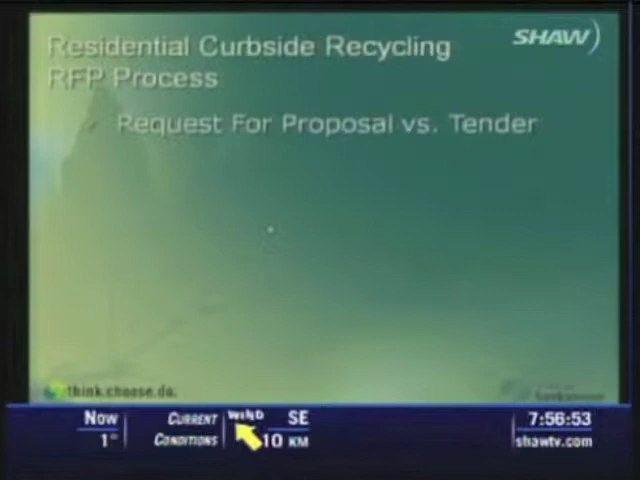 Residential Curbside Recycling
RFP Process
SHAW)
Request For Proposal vs. Tender
think.choose.do.
Now
1°
CURRENT
CONDITIONS
WIND
SE
10 KM
7:56:53
shawtv.com